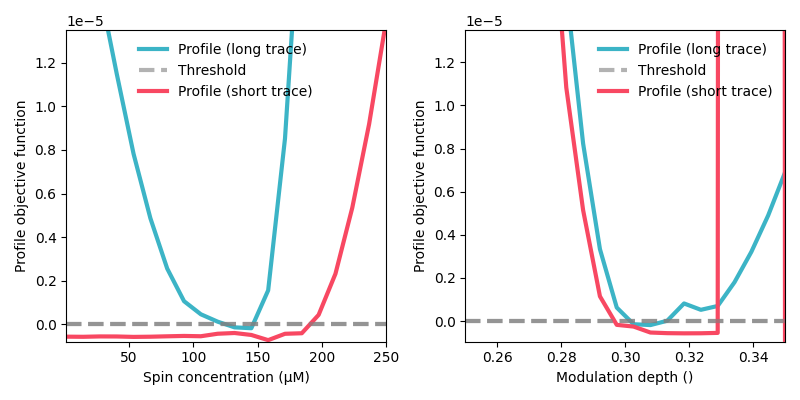 1e−5
Profile objective function
1.2
1.0
0.8
0.6
0.4
0.2
0.0
Profile (long trace)
Threshold
Profile (short trace)
50
100
150
200
250
Spin concentration (μM)
1e−5
Profile objective function
1.2
1.0
0.8
0.6
0.4
0.2
0.0
Profile (long trace)
Threshold
Profile (short trace)
0.26
0.28
0.30
0.32
0.34
Modulation depth ()